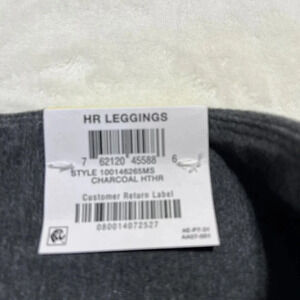 HR LEGGINGS
7 62120 45588 6
STYLE 100146265MS
CHARCOAL HTHR
Customer Return Label
080014072527